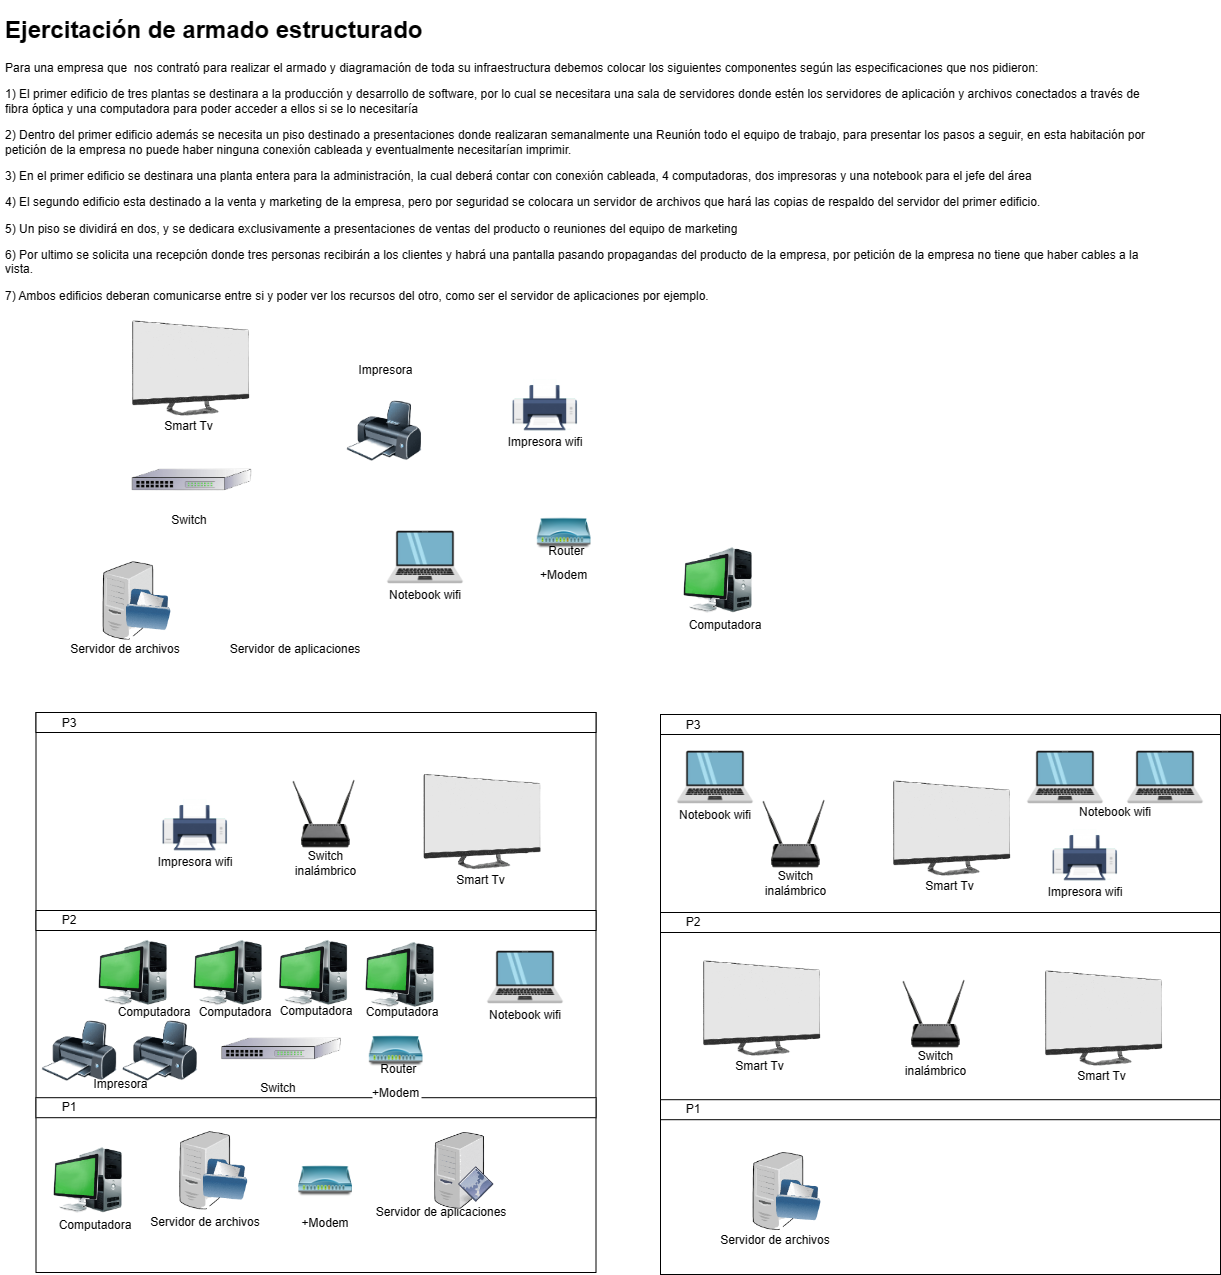 Ejercitación de armado estructurado
Para una empresa que  nos contrató para realizar el armado y diagramación de toda su infraestructura debemos colocar los siguientes componentes según las especificaciones que nos pidieron:
1) El primer edificio de tres plantas se destinara a la producción y desarrollo de software, por lo cual se necesitara una sala de servidores donde estén los servidores de aplicación y archivos conectados a través de
fibra óptica y una computadora para poder acceder a ellos si se lo necesitaría
2) Dentro del primer edificio además se necesita un piso destinado a presentaciones donde realizaran semanalmente una Reunión todo el equipo de trabajo, para presentar los pasos a seguir, en esta habitación por
petición de la empresa no puede haber ninguna conexión cableada y eventualmente necesitarían imprimir.
3) En el primer edificio se destinara una planta entera para la administración, la cual deberá contar con conexión cableada, 4 computadoras, dos impresoras y una notebook para el jefe del área
4) El segundo edificio esta destinado a la venta y marketing de la empresa, pero por seguridad se colocara un servidor de archivos que hará las copias de respaldo del servidor del primer edificio.
5) Un piso se dividirá en dos, y se dedicara exclusivamente a presentaciones de ventas del producto o reuniones del equipo de marketing
6) Por ultimo se solicita una recepción donde tres personas recibirán a los clientes y habrá una pantalla pasando propagandas del producto de la empresa, por petición de la empresa no tiene que haber cables a la
vista.
7) Ambos edificios deberan comunicarse entre si y poder ver los recursos del otro, como ser el servidor de aplicaciones por ejemplo.
Smart Tv
Impresora
Impresora wifi
Switch
Notebook wifi
Router
+Modem
Computadora
Servidor de archivos
Servidor de aplicaciones
P3
Impresora wifi
Switch
inalámbrico
Smart Tv
P2
Computadora
Computadora
Computadora
Computadora
Notebook wifi
Impresora
Switch
Router
+Modem
P1
Computadora
Servidor de archivos
+Modem
Servidor de aplicaciones
P3
Notebook wifi
Switch
inalámbrico
Smart Tv
Notebook wifi
Impresora wifi
P2
Smart Tv
Switch
inalámbrico
Smart Tv
P1
Servidor de archivos